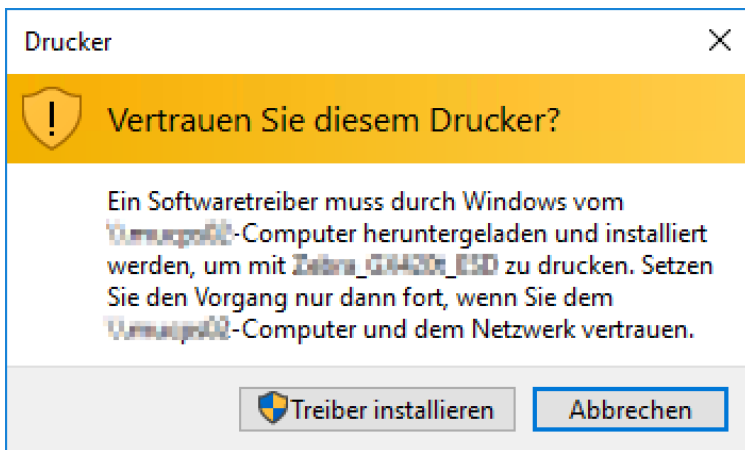 Drucker
Vertrauen Sie diesem Drucker?
Ein Softwaretreiber muss durch Windows vom
-Computer heruntergeladen und installiert
werden, um mit zu drucken. Setzen
Sie den Vorgang nur dann fort, wenn Sie dem
-Computer und dem Netzwerk vertrauen.
Treiber installieren
Abbrechen